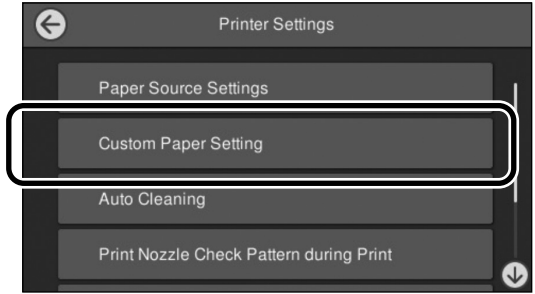 Printer Settings
Paper Source Settings
Custom Paper Setting
Auto Cleaning
Print Nozzle Check Pattern during Print